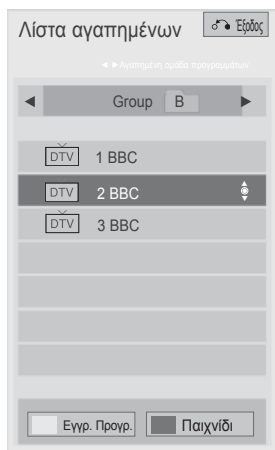 Λίστα αγαπημένων Έξοδος
◄ ►Αγαπημένη ομάδα προγραμμάτων
◄ Group B ►
DTV 1 BBC
DTV 2 BBC
DTV 3 BBC
Εγγρ. Προγρ. Παιχνίδι